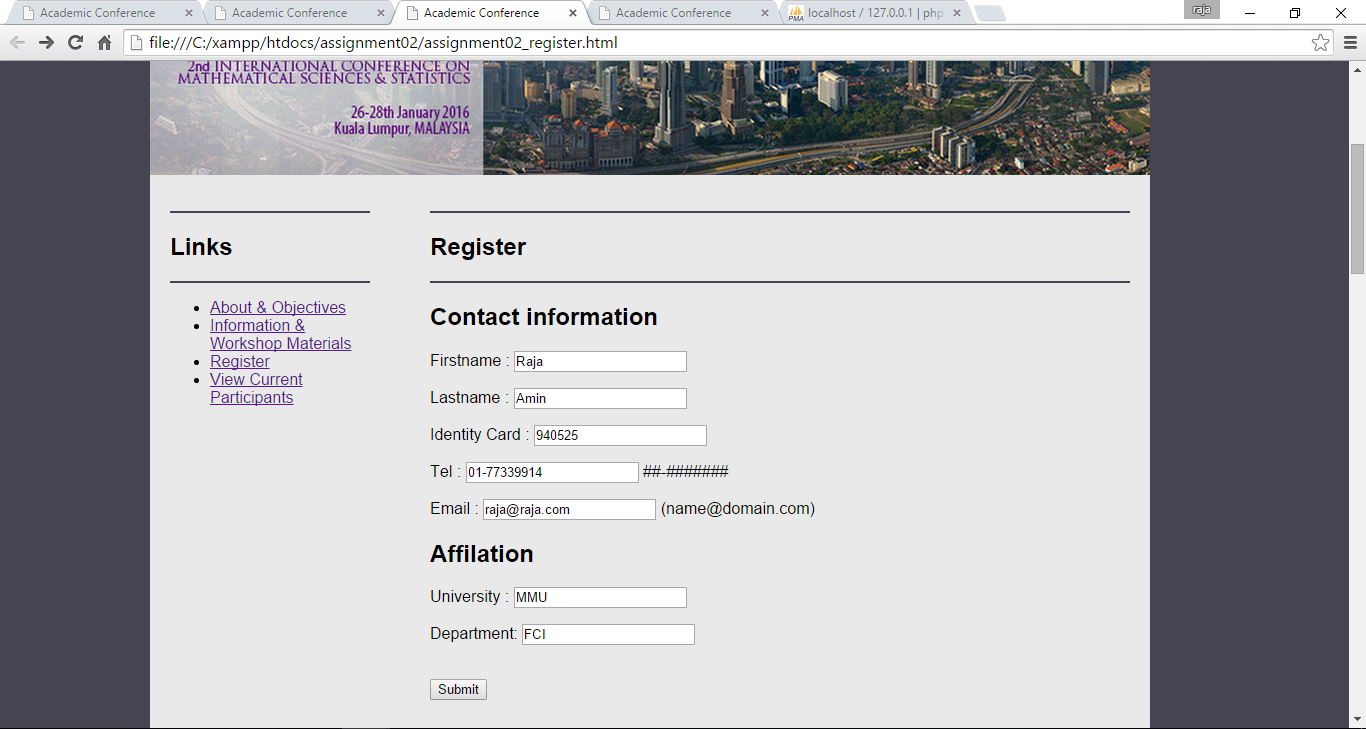 Academic Conference
Academic Conference
Academic Conference
Academic Conference
localhost / 127.0.0.1 | php
raja
file:///C:/xampp/htdocs/assignment02/assignment02_register.html
2nd INTERNATIONAL CONFERENCE ON
MATHEMATICAL SCIENCES & STATISTICS
26-28th January 2016
Kuala Lumpur, MALAYSIA
Links
About & Objectives
Information &
Workshop Materials
Register
View Current
Participants
Register
Contact information
Firstname : Raja
Lastname : Amin
Identity Card : 940525
Tel : 01-77339914 ##-#######
Email : raja@raja.com (name@domain.com)
Affilation
University : MMU
Department: FCI
Submit